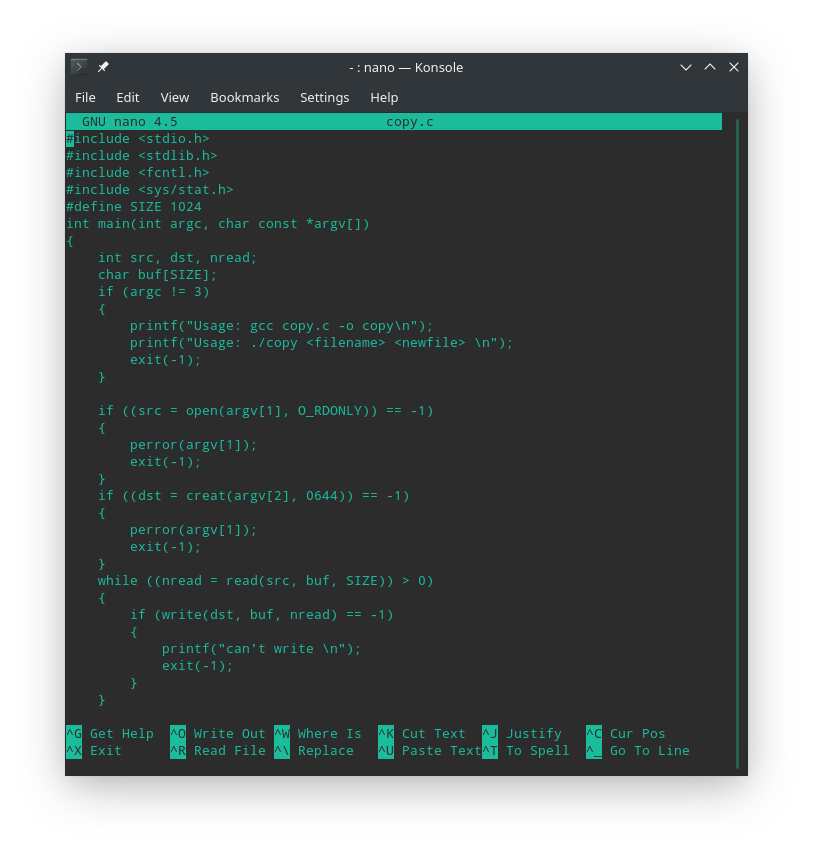 - : nano — Konsole
File Edit View Bookmarks Settings Help
GNU nano 4.5 copy.c
#include <stdio.h>
#include <stdlib.h>
#include <fcntl.h>
#include <sys/stat.h>
#define SIZE 1024
int main(int argc, char const *argv[])
{
    int src, dst, nread;
    char buf[SIZE];
    if (argc != 3)
    {
        printf("Usage: gcc copy.c -o copy\n");
        printf("Usage: ./copy <filename> <newfile> \n");
        exit(-1);
    }

    if ((src = open(argv[1], O_RDONLY)) == -1)
    {
        perror(argv[1]);
        exit(-1);
    }
    if ((dst = creat(argv[2], 0644)) == -1)
    {
        perror(argv[1]);
        exit(-1);
    }
    while ((nread = read(src, buf, SIZE)) > 0)
    {
        if (write(dst, buf, nread) == -1)
        {
            printf("can't write \n");
            exit(-1);
        }
    }
^G Get Help ^O Write Out ^W Where Is ^K Cut Text ^J Justify ^C Cur Pos
^X Exit ^R Read File ^\ Replace ^U Paste Text ^T To Spell ^_ Go To Line